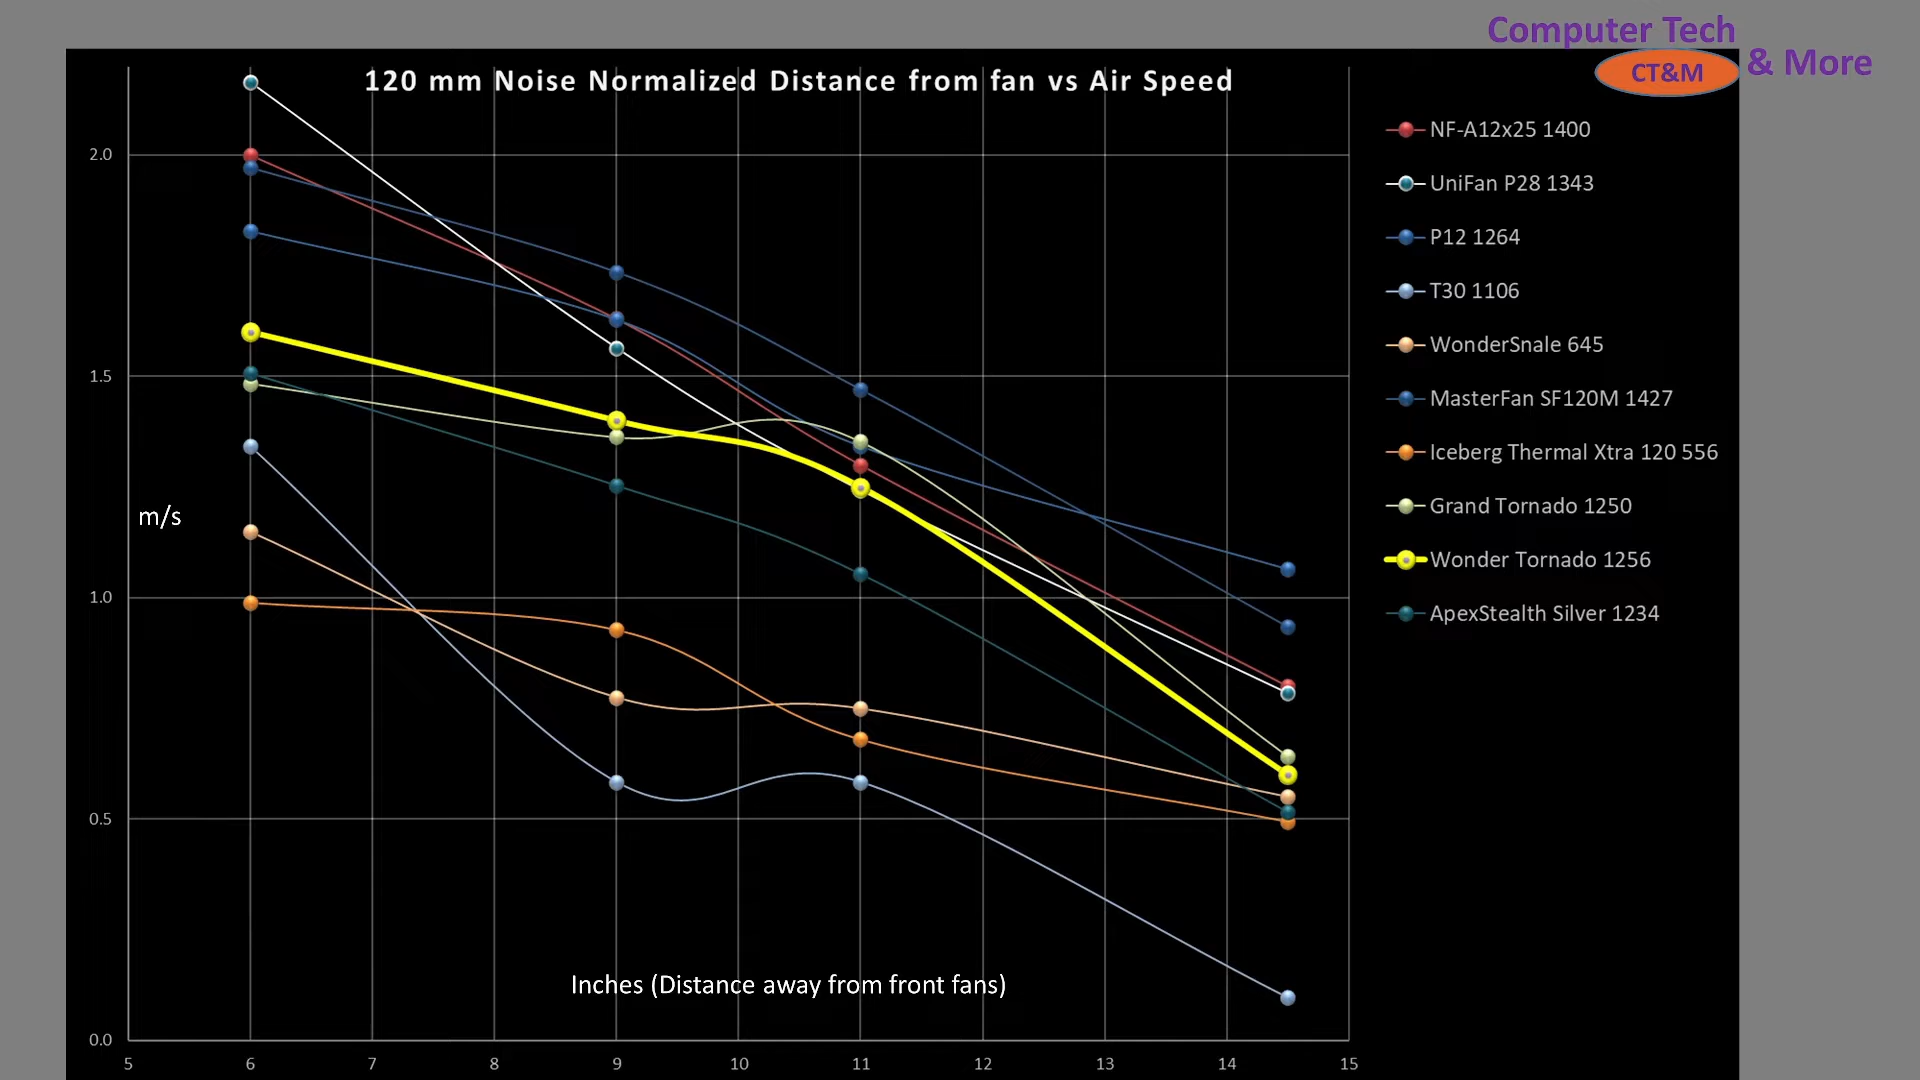 Computer Tech
CT&M
& More
120 mm Noise Normalized Distance from fan vs Air Speed
NF-A12x25 1400
UniFan P28 1343
P12 1264
T30 1106
WonderSnale 645
MasterFan SF120M 1427
Iceberg Thermal Xtra 120 556
Grand Tornado 1250
Wonder Tornado 1256
ApexStealth Silver 1234
2.0
1.5
m/s
1.0
0.5
Inches (Distance away from front fans)
0.0
5 6 7 8 9 10 11 12 13 14 15